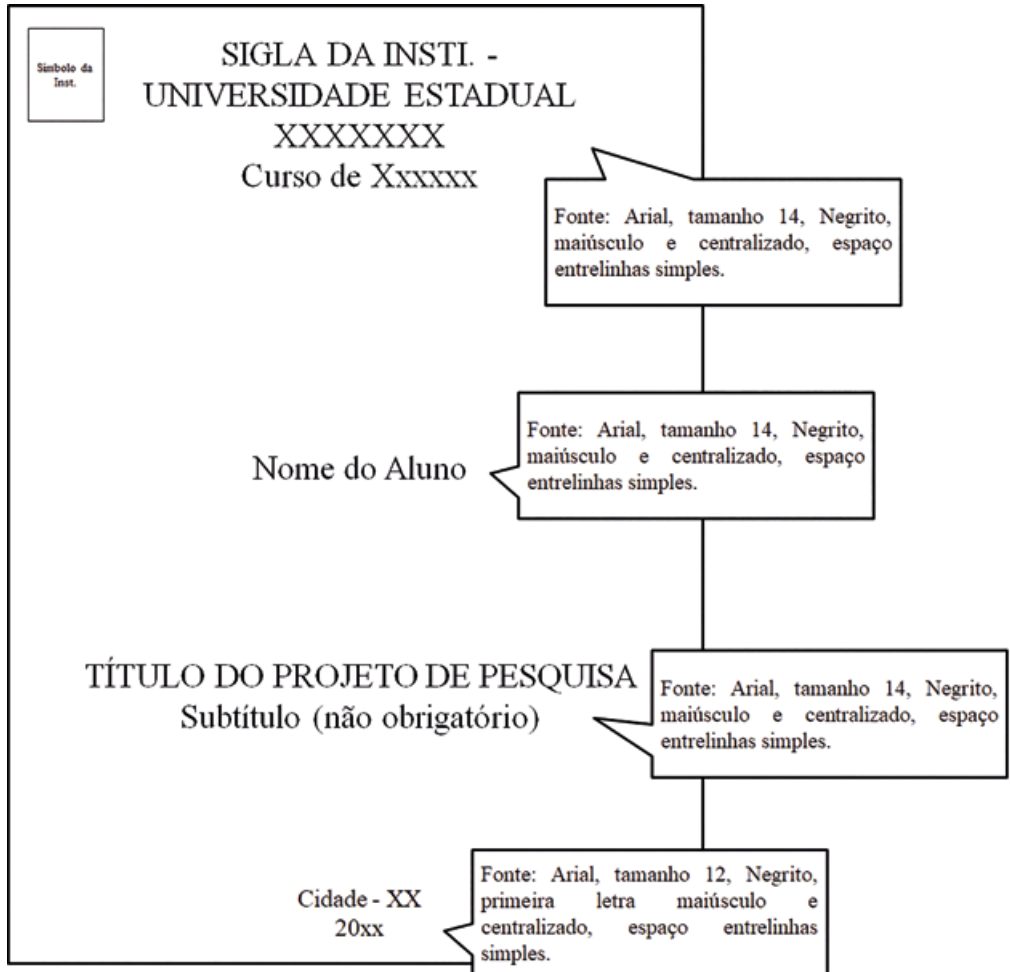 Símbolo da
Inst.
SIGLA DA INSTI. -
UNIVERSIDADE ESTADUAL
XXXXXXX
Curso de Xxxxxx
Fonte: Arial, tamanho 14, Negrito,
maiúsculo e centralizado, espaço
entrelinhas simples.
Nome do Aluno
Fonte: Arial, tamanho 14, Negrito,
maiúsculo e centralizado, espaço
entrelinhas simples.
TÍTULO DO PROJETO DE PESQUISA
Subtítulo (não obrigatório)
Fonte: Arial, tamanho 14, Negrito,
maiúsculo e centralizado, espaço
entrelinhas simples.
Cidade - XX
20xx
Fonte: Arial, tamanho 12, Negrito,
primeira letra maiúsculo e
centralizado, espaço entrelinhas
simples.